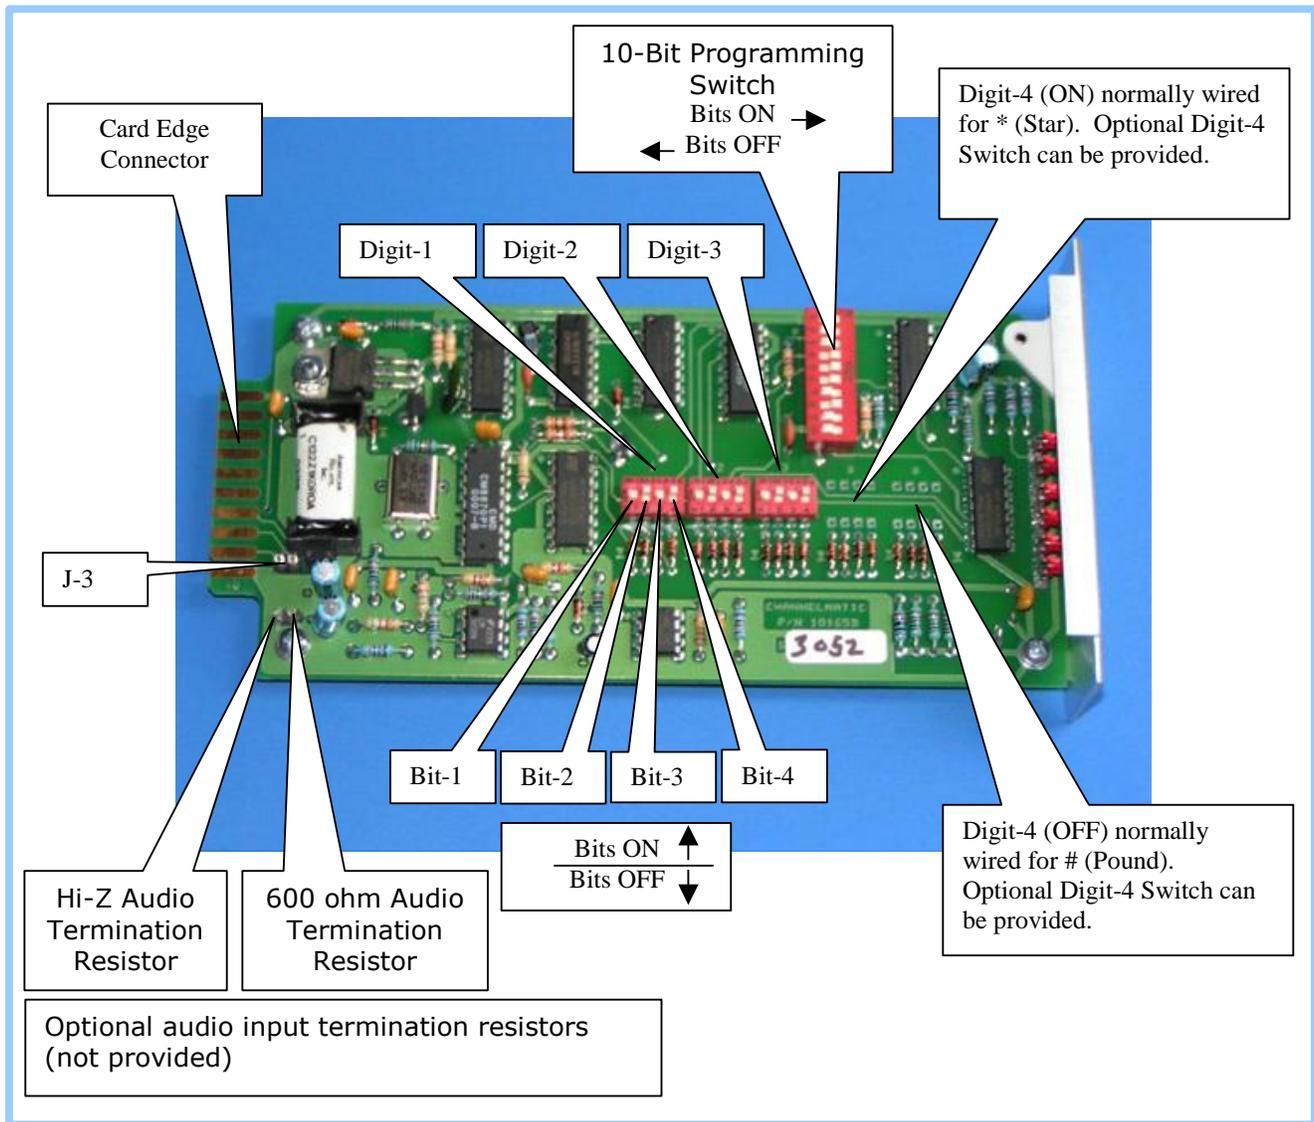 10-Bit Programming
Switch
Bits ON
Bits OFF
Digit-4 (ON) normally wired
for * (Star). Optional Digit-4
Switch can be provided.
Card Edge
Connector
Digit-1
Digit-2
Digit-3
J-3
CHANNELMATIC
P/N 10165B
3052
Bit-1
Bit-2
Bit-3
Bit-4
Bits ON
Bits OFF
Digit-4 (OFF) normally
wired for # (Pound).
Optional Digit-4 Switch can
be provided.
Hi-Z Audio
Termination
Resistor
600 ohm Audio
Termination
Resistor
Optional audio input termination resistors
(not provided)